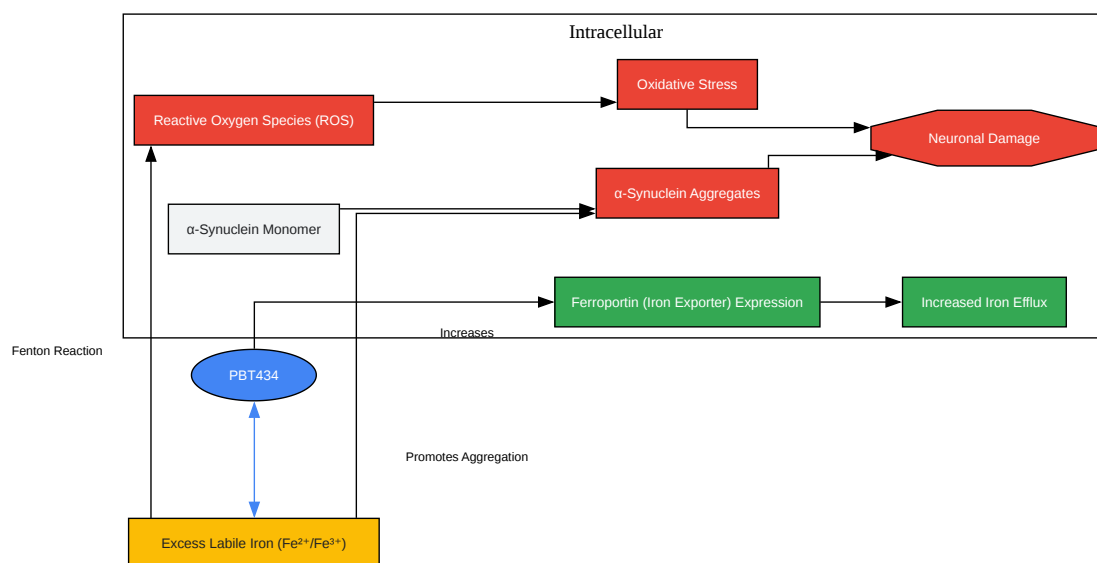 Intracellular
Oxidative Stress
Reactive Oxygen Species (ROS)
Neuronal Damage
α-Synuclein Aggregates
α-Synuclein Monomer
Ferroportin (Iron Exporter) Expression
Increased Iron Efflux
Increases
Fenton Reaction
PBT434
Promotes Aggregation
Excess Labile Iron (Fe²⁺/Fe³⁺)